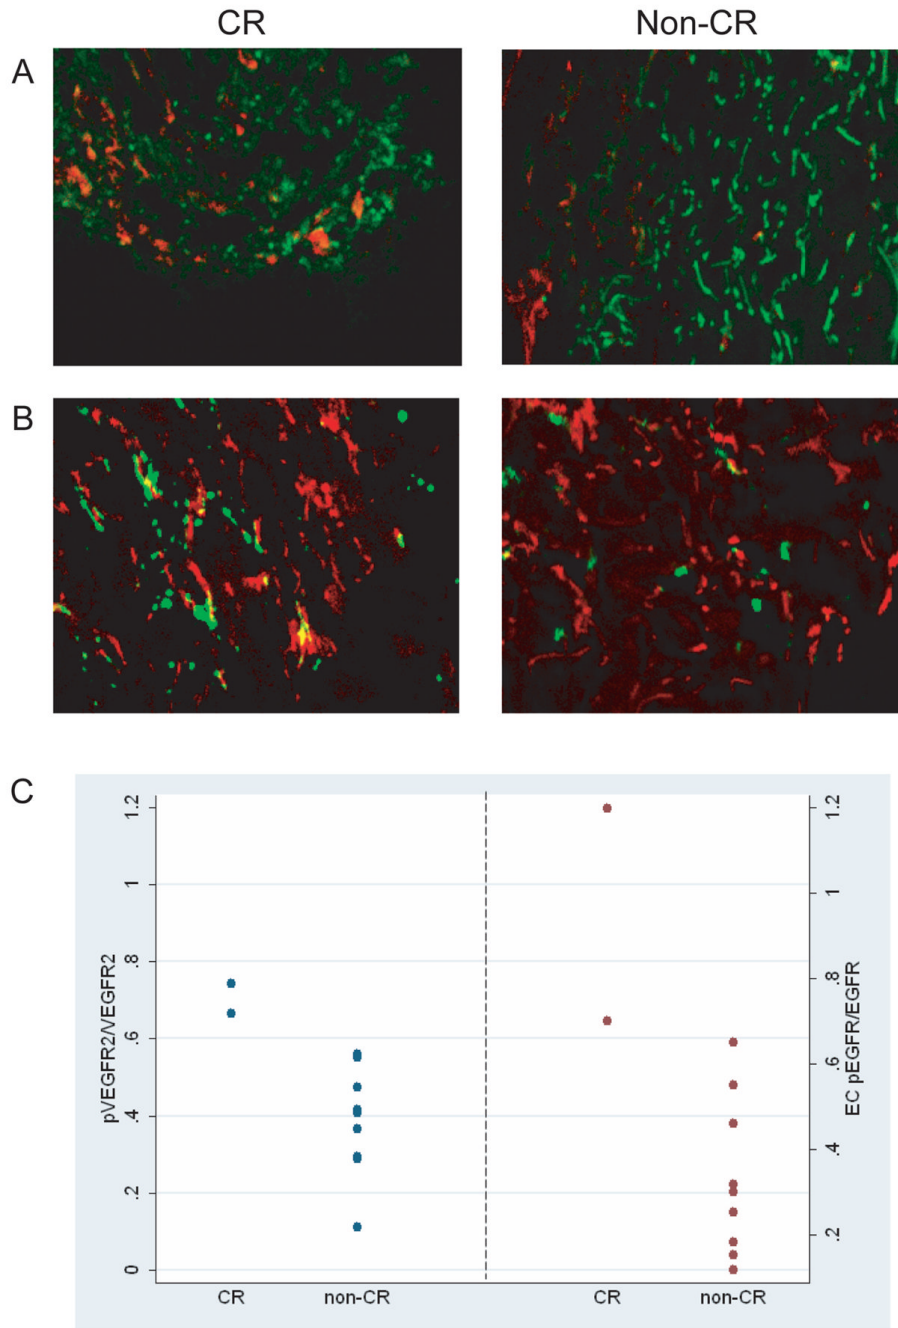 CR Non-CR
A
B
C
pVEGFR2/VEGFR2
0 .2 .4 .6 .8 1 1.2
CR non-CR CR non-CR
.2 .4 .6 .8 1 1.2
EC pEGFR/EGFR